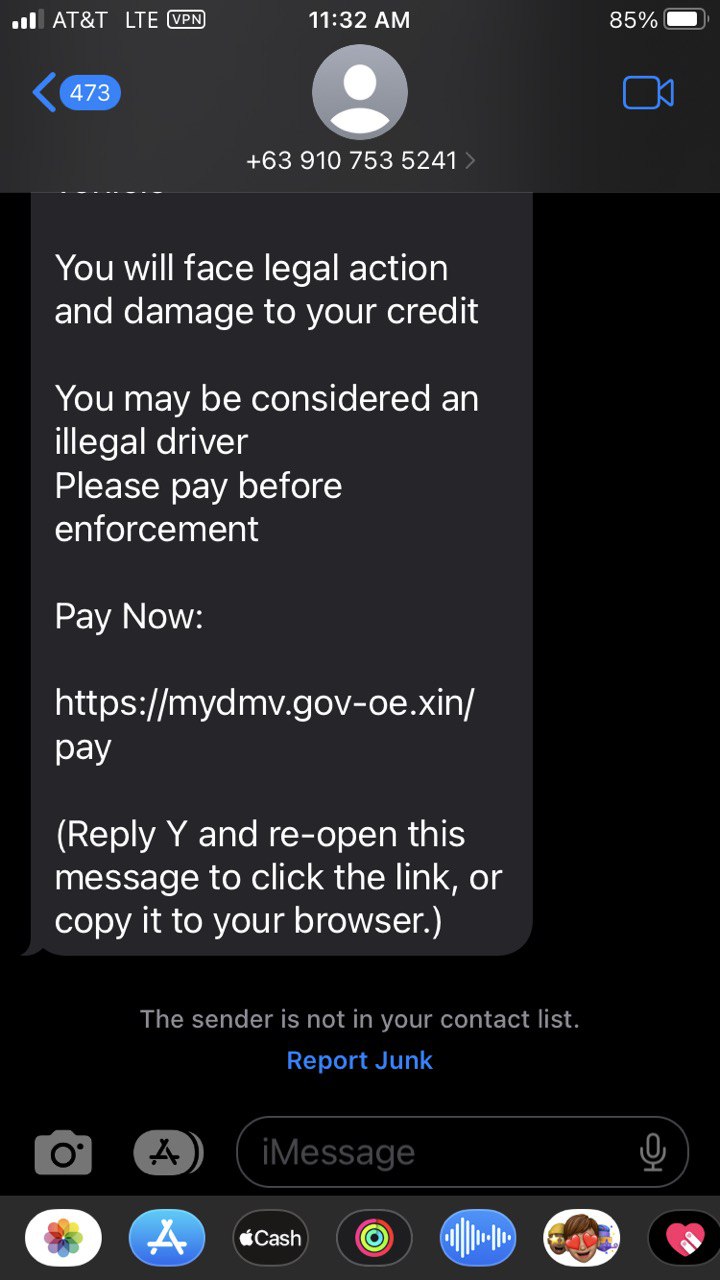 AT&T LTE VPN 11:32 AM 85%
473
+63 910 753 5241
You will face legal action
and damage to your credit
You may be considered an
illegal driver
Please pay before
enforcement
Pay Now:
https://mydmv.gov-oe.xin/
pay
(Reply Y and re-open this
message to click the link, or
copy it to your browser.)
The sender is not in your contact list.
Report Junk
iMessage
Cash